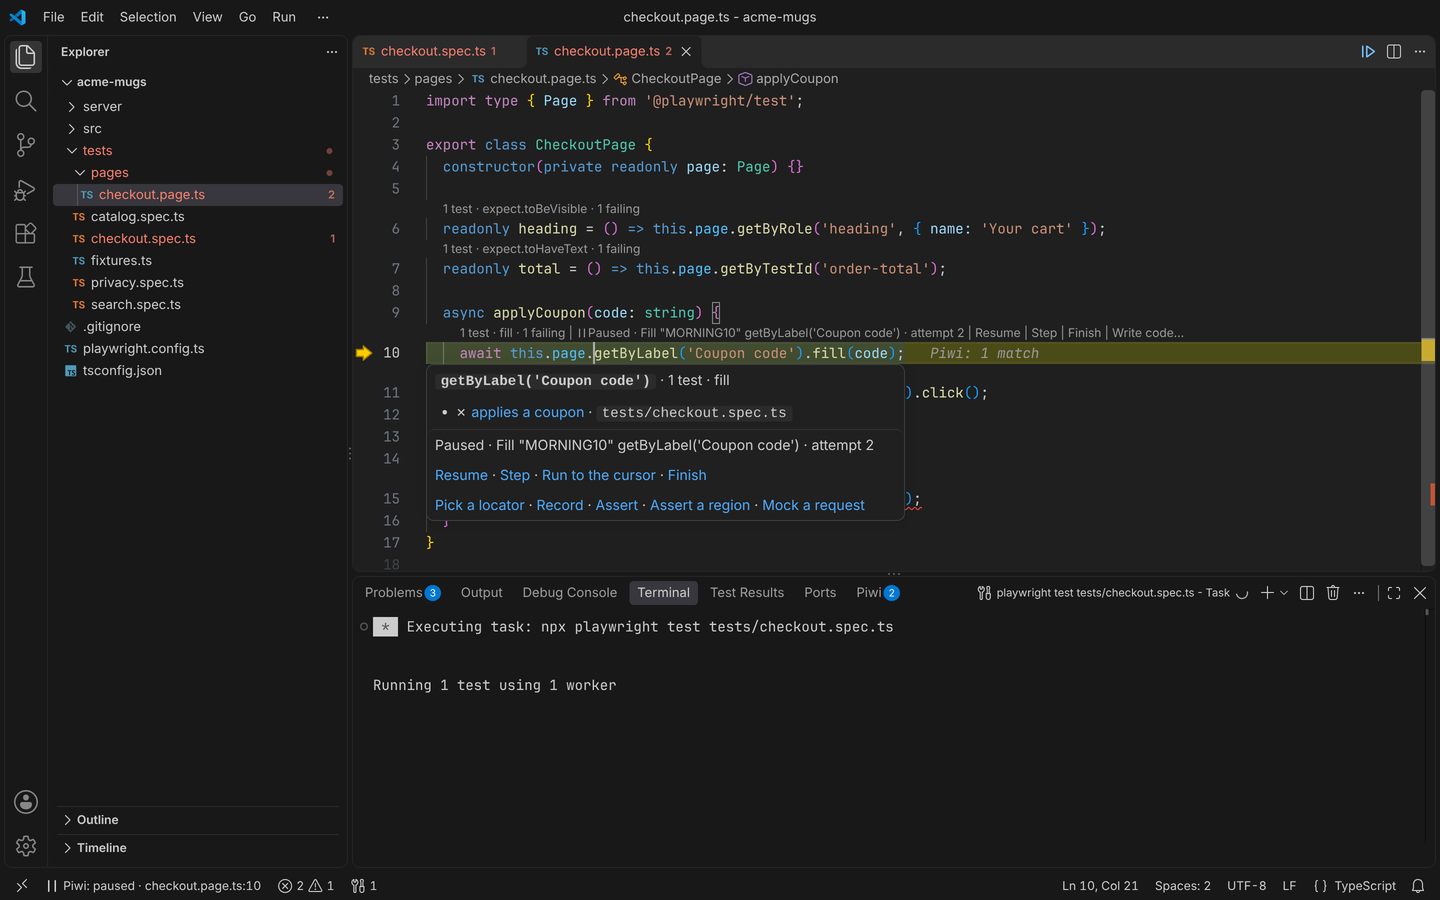 File Edit Selection View Go Run ···
checkout.page.ts - acme-mugs
Explorer ···
acme-mugs
server
src
tests
pages
TS checkout.page.ts 2
TS catalog.spec.ts
TS checkout.spec.ts 1
TS fixtures.ts
TS privacy.spec.ts
TS search.spec.ts
.gitignore
TS playwright.config.ts
TS tsconfig.json
Outline
Timeline
TS checkout.spec.ts 1
TS checkout.page.ts 2
tests > pages > TS checkout.page.ts > CheckoutPage > applyCoupon
1 import type { Page } from '@playwright/test';
2
3 export class CheckoutPage {
4 constructor(private readonly page: Page) {}
5
1 test · expect.toBeVisible · 1 failing
6 readonly heading = () => this.page.getByRole('heading', { name: 'Your cart' });
1 test · expect.toHaveText · 1 failing
7 readonly total = () => this.page.getByTestId('order-total');
8
9 async applyCoupon(code: string) {
1 test · fill · 1 failing | Paused · Fill "MORNING10" getByLabel('Coupon code') · attempt 2 | Resume | Step | Finish | Write code...
10 await this.page.getByLabel('Coupon code').fill(code); Piwi: 1 match
getByLabel('Coupon code') · 1 test · fill
11 ).click();
• × applies a coupon · tests/checkout.spec.ts
12
13
Paused · Fill "MORNING10" getByLabel('Coupon code') · attempt 2
14
Resume · Step · Run to the cursor · Finish
15 );
Pick a locator · Record · Assert · Assert a region · Mock a request
16 }
17 }
18
Problems 3 Output Debug Console Terminal Test Results Ports Piwi 2
playwright test tests/checkout.spec.ts - Task
* Executing task: npx playwright test tests/checkout.spec.ts
Running 1 test using 1 worker
Piwi: paused · checkout.page.ts:10 2 1 1
Ln 10, Col 21 Spaces: 2 UTF-8 LF { } TypeScript